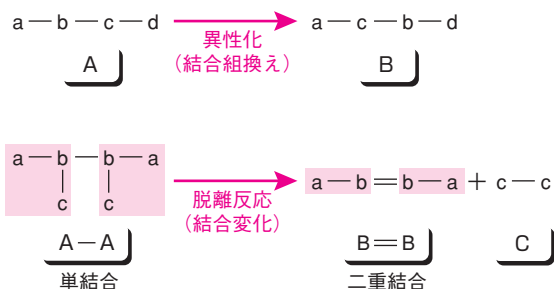 a — b — c — d
異性化
(結合組換え)
a — c — b — d
A
B
a — b — b — a
c c
脱離反応
(結合変化)
a — b = b — a + c — c
A — A
B = B
C
単結合
二重結合